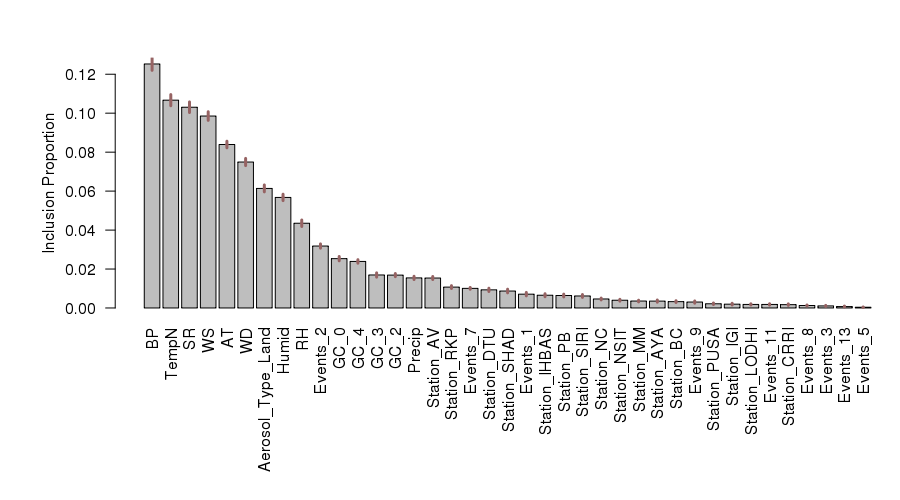 Inclusion Proportion
0.12
0.10
0.08
0.06
0.04
0.02
0.00
BP
TempN
SR
WS
AT
WD
Aerosol_Type_Land
Humid
RH
Events_2
GC_0
GC_4
GC_3
GC_2
Precip
Station_AV
Station_RKP
Events_7
Station_DTU
Station_SHAD
Events_1
Station_IHBAS
Station_PB
Station_SIRI
Station_NC
Station_NSIT
Station_MM
Station_AYA
Station_BC
Events_9
Station_PUSA
Station_IGI
Station_LODHI
Events_11
Station_CRRI
Events_8
Events_3
Events_13
Events_5